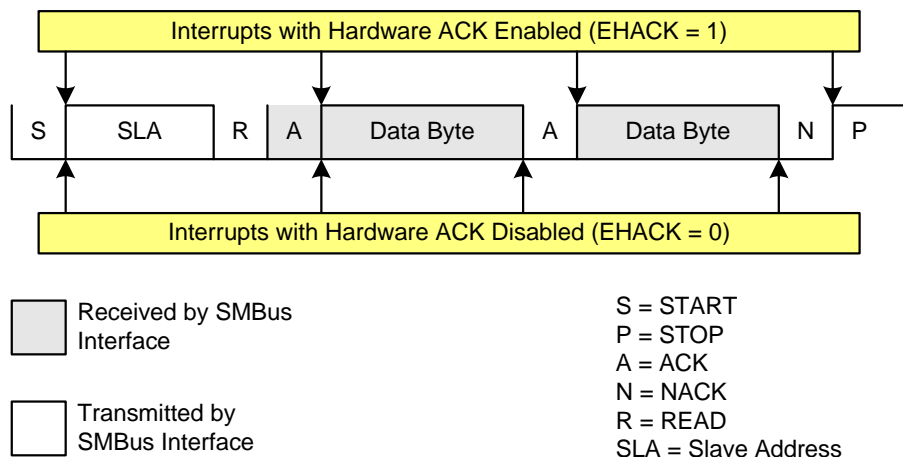 Interrupts with Hardware ACK Enabled (EHACK = 1)
S SLA R A Data Byte A Data Byte N P
Interrupts with Hardware ACK Disabled (EHACK = 0)
Received by SMBus
Interface
Transmitted by
SMBus Interface
S = START
P = STOP
A = ACK
N = NACK
R = READ
SLA = Slave Address